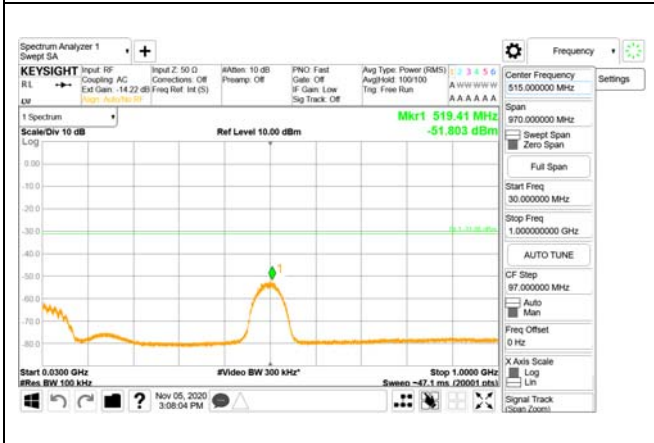 Spectrum Analyzer 1
Swept SA
Frequency
KEYSIGHT
Input: RF
Coupling: AC
Ext Gain: -14.22 dB
Align: Auto/No RF
Input Z: 50 Ω
Corrections: Off
Freq Ref: Int (S)
#Atten: 10 dB
Preamp: Off
PNO: Fast
Gate: Off
IF Gain: Low
Sig Track: Off
Avg Type: Power (RMS)
Avg|Hold: 100/100
Trig: Free Run
1 2 3 4 5 6
A W W W W W
A A A A A A
RL
LW
1 Spectrum
Mkr1 519.41 MHz
Scale/Div 10 dB
Ref Level 10.00 dBm
-51.803 dBm
Log
0.00
-10.0
-20.0
-30.0
-40.0
-50.0
-60.0
-70.0
-80.0
1
Start 0.0300 GHz
#Video BW 300 kHz*
Stop 1.0000 GHz
#Res BW 100 kHz
Sweep ~47.1 ms (20001 pts)
Nov 05, 2020
3:08:04 PM
Center Frequency
515.000000 MHz
Settings
Span
970.000000 MHz
Swept Span
Zero Span
Full Span
Start Freq
30.000000 MHz
Stop Freq
1.000000000 GHz
AUTO TUNE
CF Step
97.000000 MHz
Auto
Man
Freq Offset
0 Hz
X Axis Scale
Log
Lin
Signal Track
(Span Zoom)